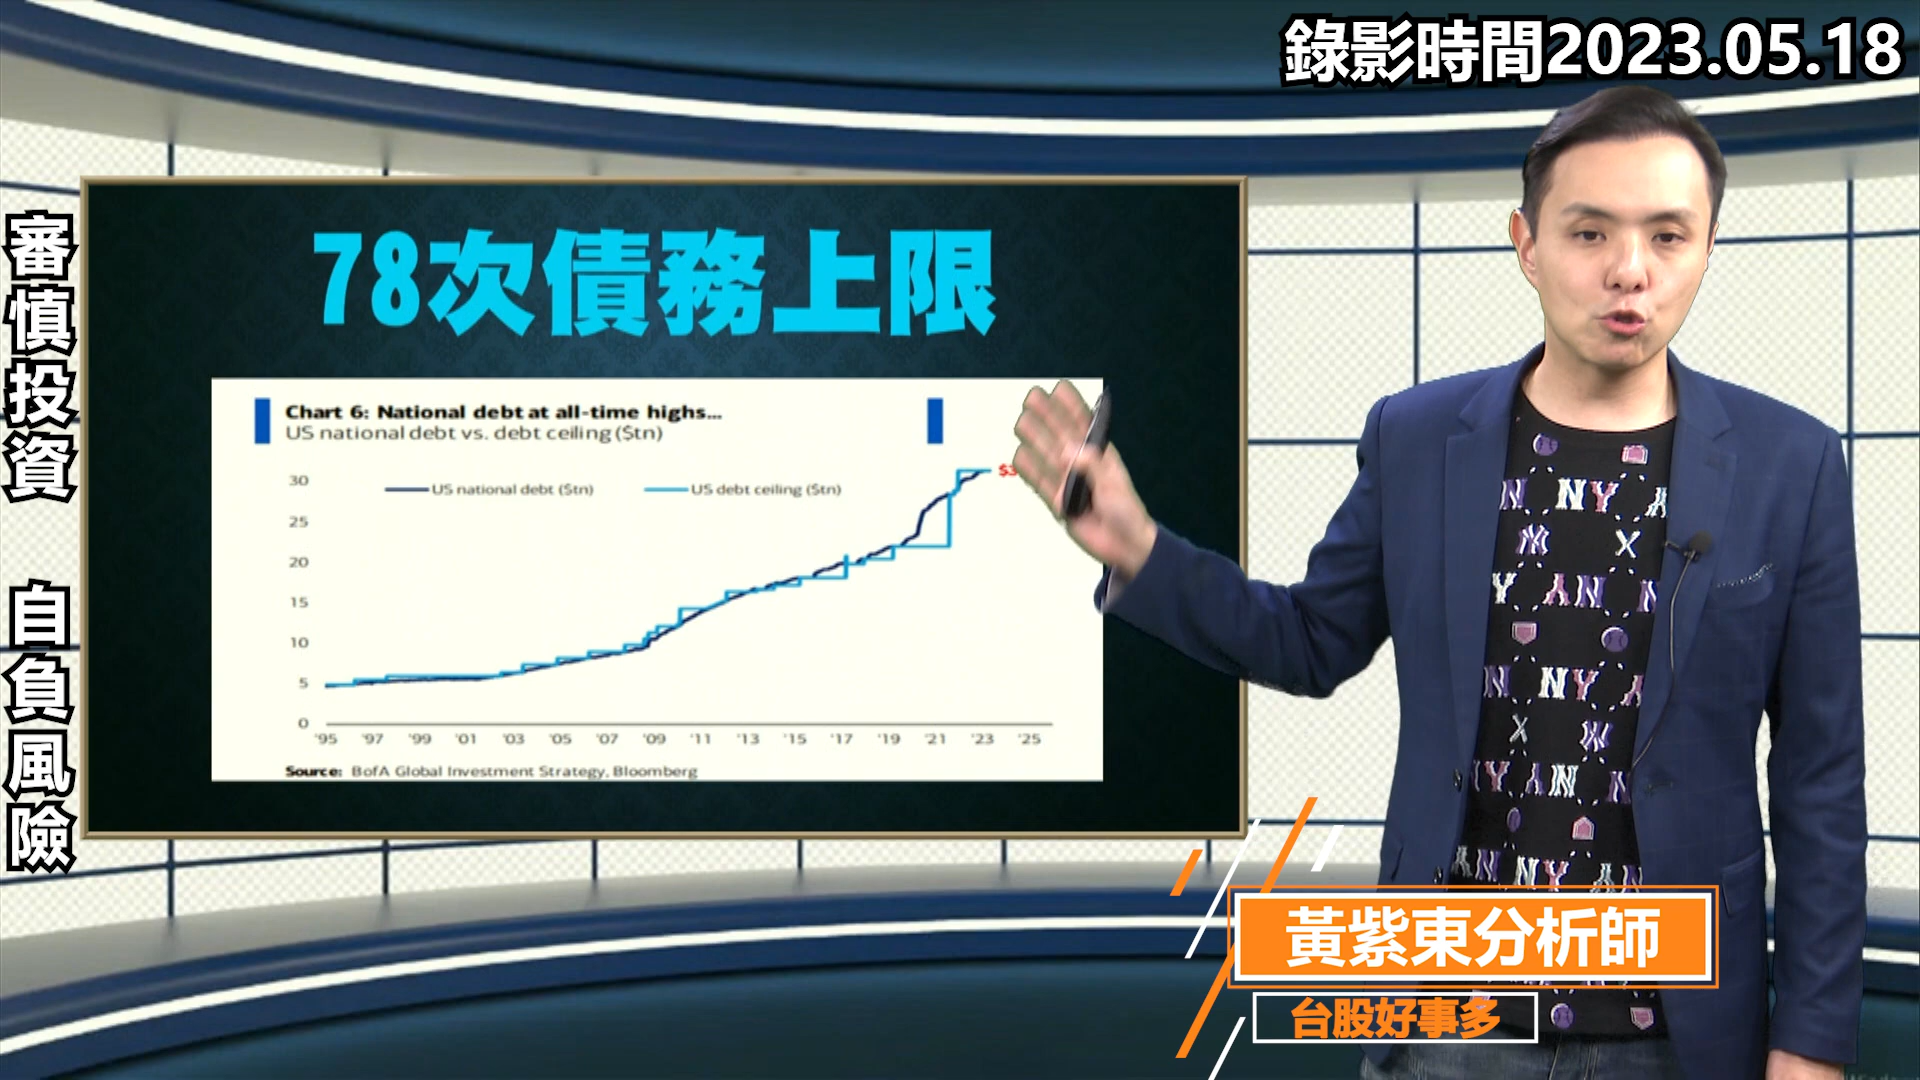 錄影時間2023.05.18
審慎投資 自負風險
78次債務上限
Chart 6: National debt at all-time highs...
US national debt vs. debt ceiling ($tn)
US national debt ($tn) US debt ceiling ($tn)
$3
30
25
20
15
10
5
0
'95 '97 '99 '01 '03 '05 '07 '09 '11 '13 '15 '17 '19 '21 '23 '25
Source: BofA Global Investment Strategy, Bloomberg
黃紫東分析師
台股好事多